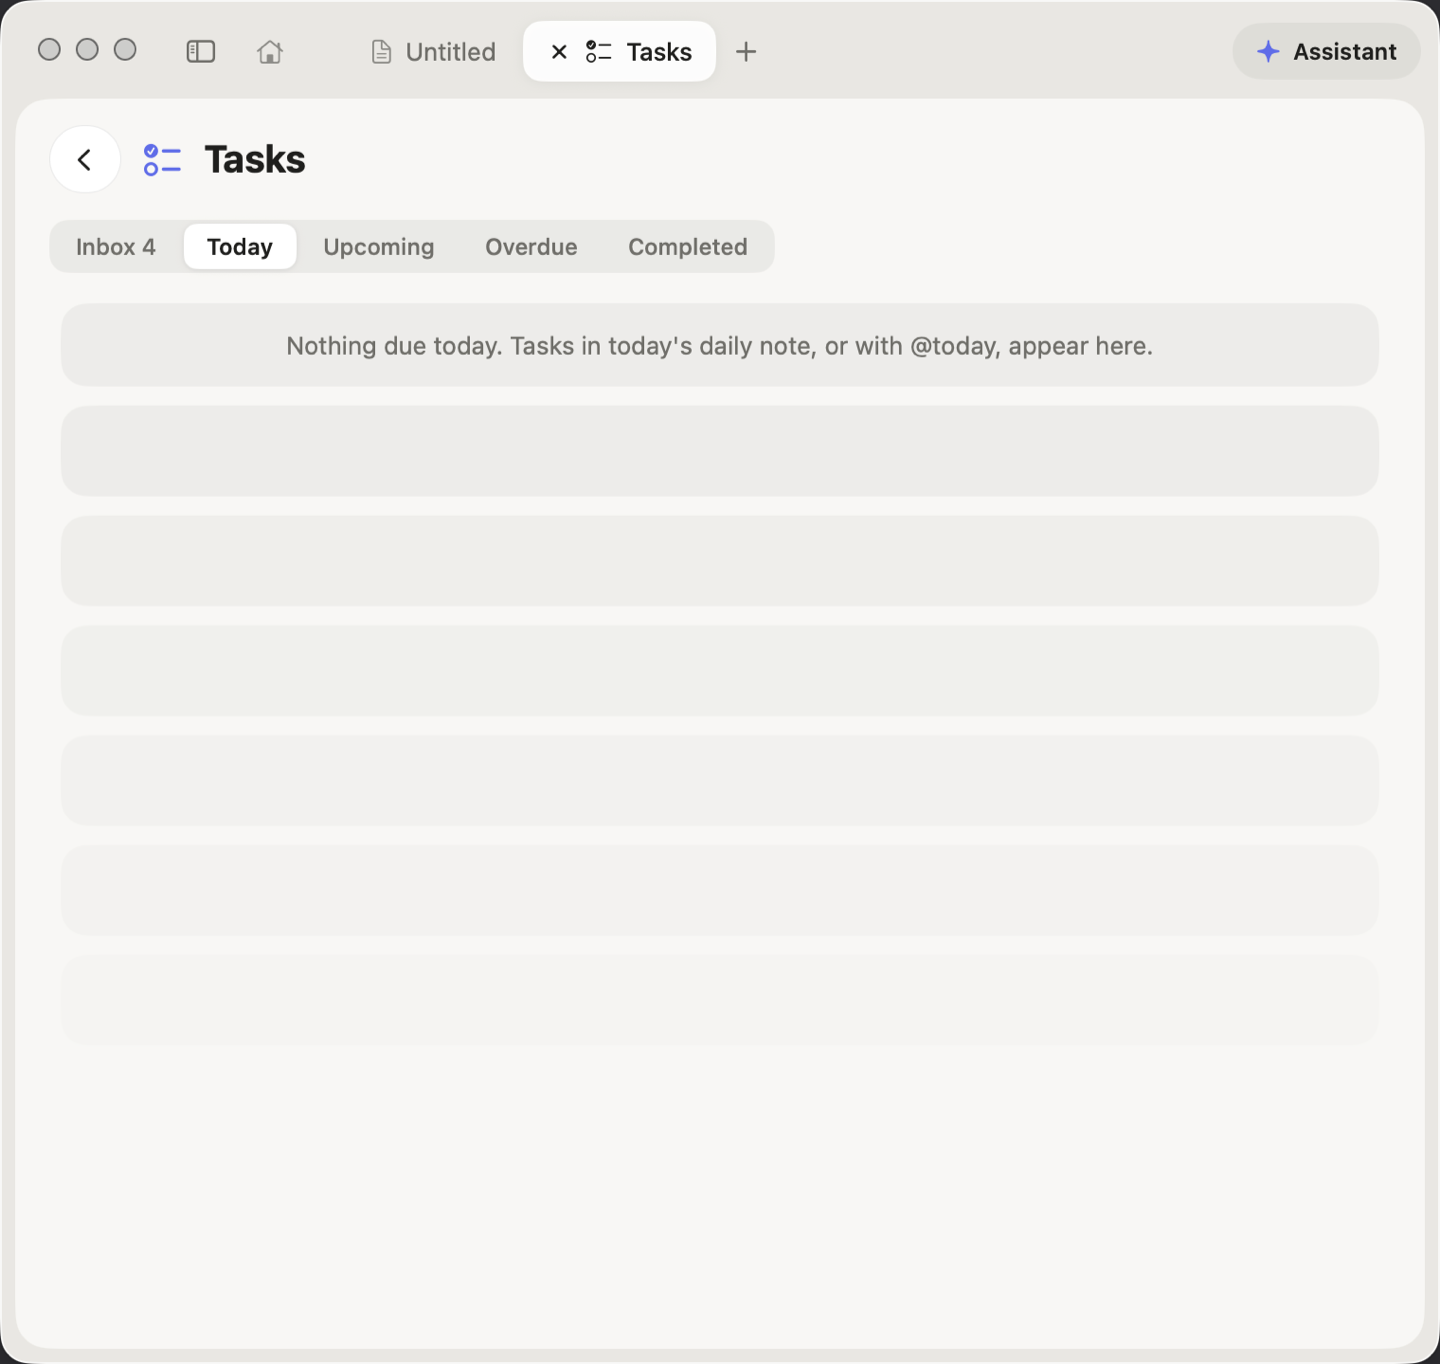 Untitled
Tasks
Assistant
Tasks
Inbox 4
Today
Upcoming
Overdue
Completed
Nothing due today. Tasks in today's daily note, or with @today, appear here.